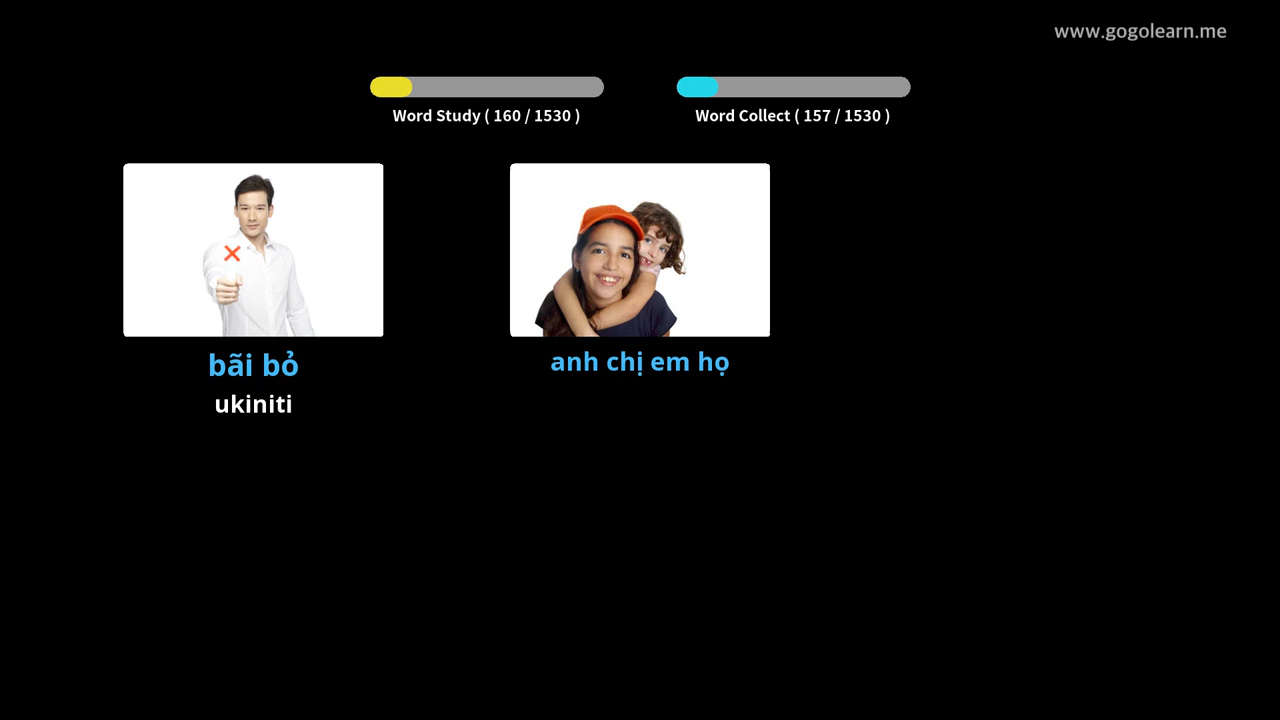 www.gogolearn.me
Word Study ( 160 / 1530 )
Word Collect ( 157 / 1530 )
bãi bỏ
ukiniti
anh chị em họ